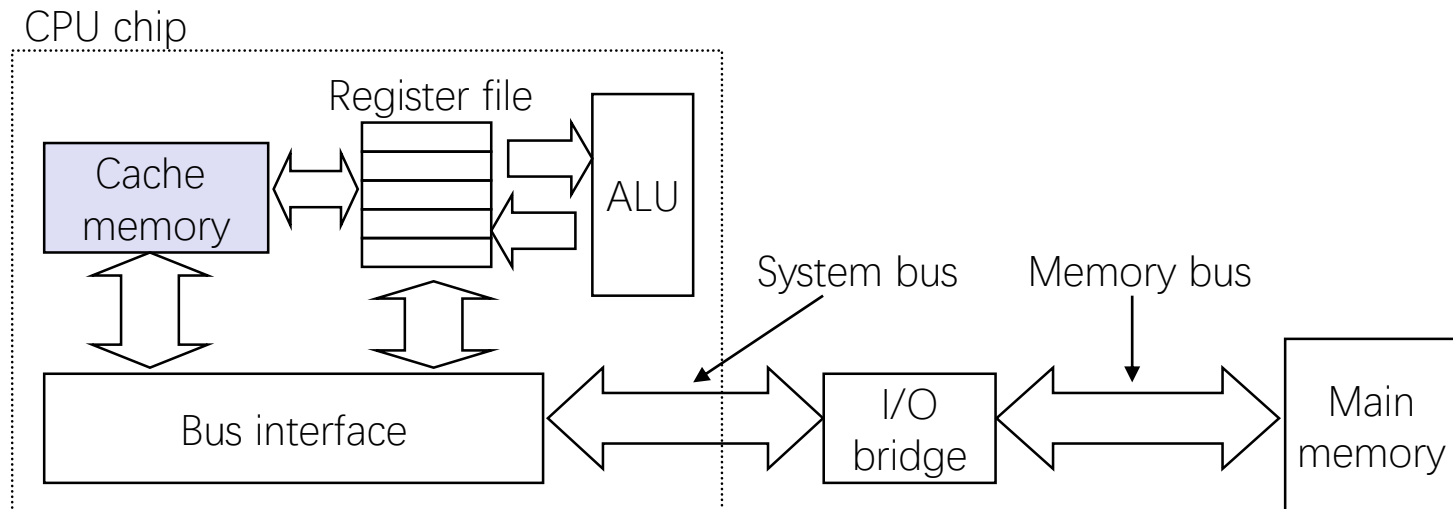 CPU chip
Register file
Cache
memory
ALU
System bus
Memory bus
Bus interface
I/O
bridge
Main
memory